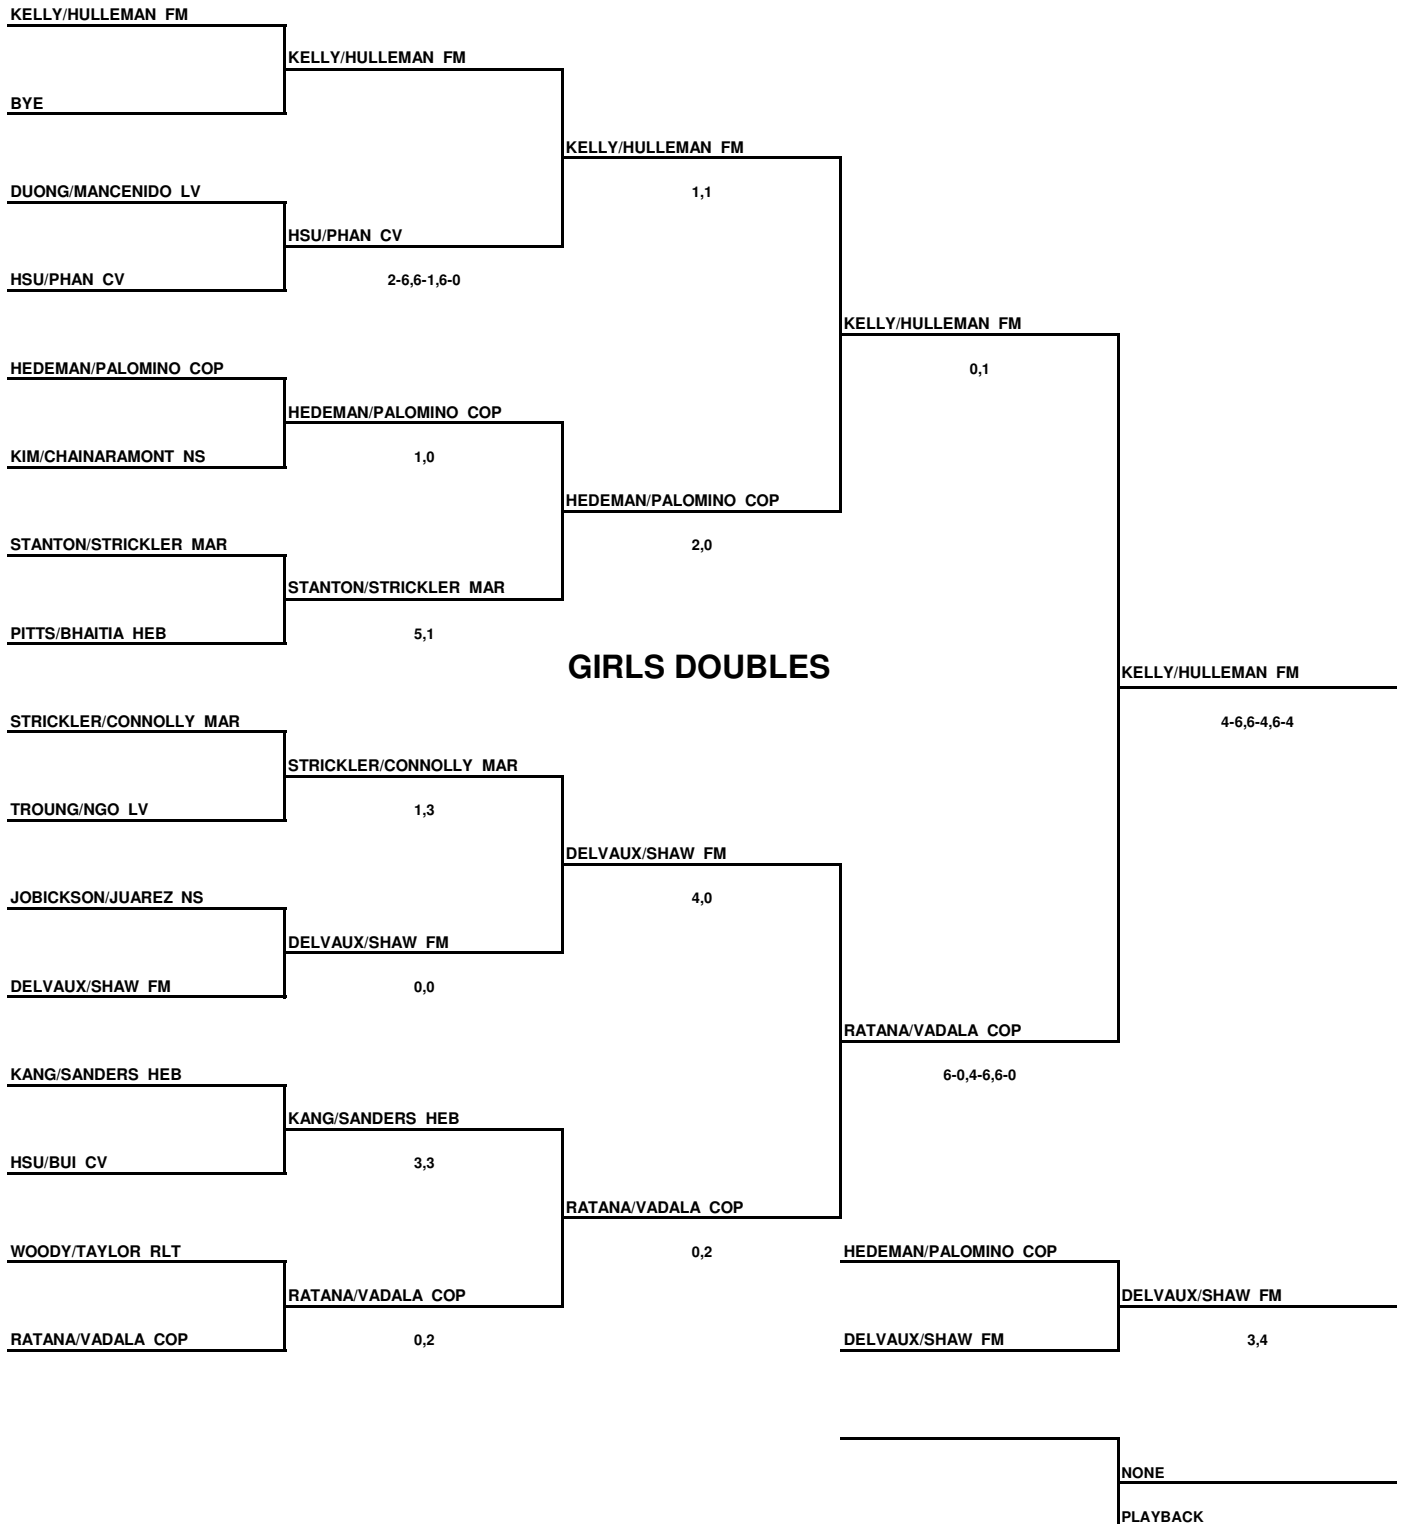 KELLY/HULLEMAN FM
KELLY/HULLEMAN FM
BYE
KELLY/HULLEMAN FM
DUONG/MANCENIDO LV
1,1
HSU/PHAN CV
HSU/PHAN CV
2-6,6-1,6-0
KELLY/HULLEMAN FM
HEDEMAN/PALOMINO COP
0,1
HEDEMAN/PALOMINO COP
KIM/CHAINARAMONT NS
1,0
HEDEMAN/PALOMINO COP
STANTON/STRICKLER MAR
2,0
STANTON/STRICKLER MAR
PITTS/BHAITIA HEB
5,1
GIRLS DOUBLES
KELLY/HULLEMAN FM
STRICKLER/CONNOLLY MAR
4-6,6-4,6-4
STRICKLER/CONNOLLY MAR
TROUNG/NGO LV
1,3
DELVAUX/SHAW FM
JOBICKSON/JUAREZ NS
4,0
DELVAUX/SHAW FM
DELVAUX/SHAW FM
0,0
RATANA/VADALA COP
KANG/SANDERS HEB
6-0,4-6,6-0
KANG/SANDERS HEB
HSU/BUI CV
3,3
RATANA/VADALA COP
WOODY/TAYLOR RLT
0,2
HEDEMAN/PALOMINO COP
RATANA/VADALA COP
DELVAUX/SHAW FM
RATANA/VADALA COP
0,2
DELVAUX/SHAW FM
3,4
NONE
PLAYBACK